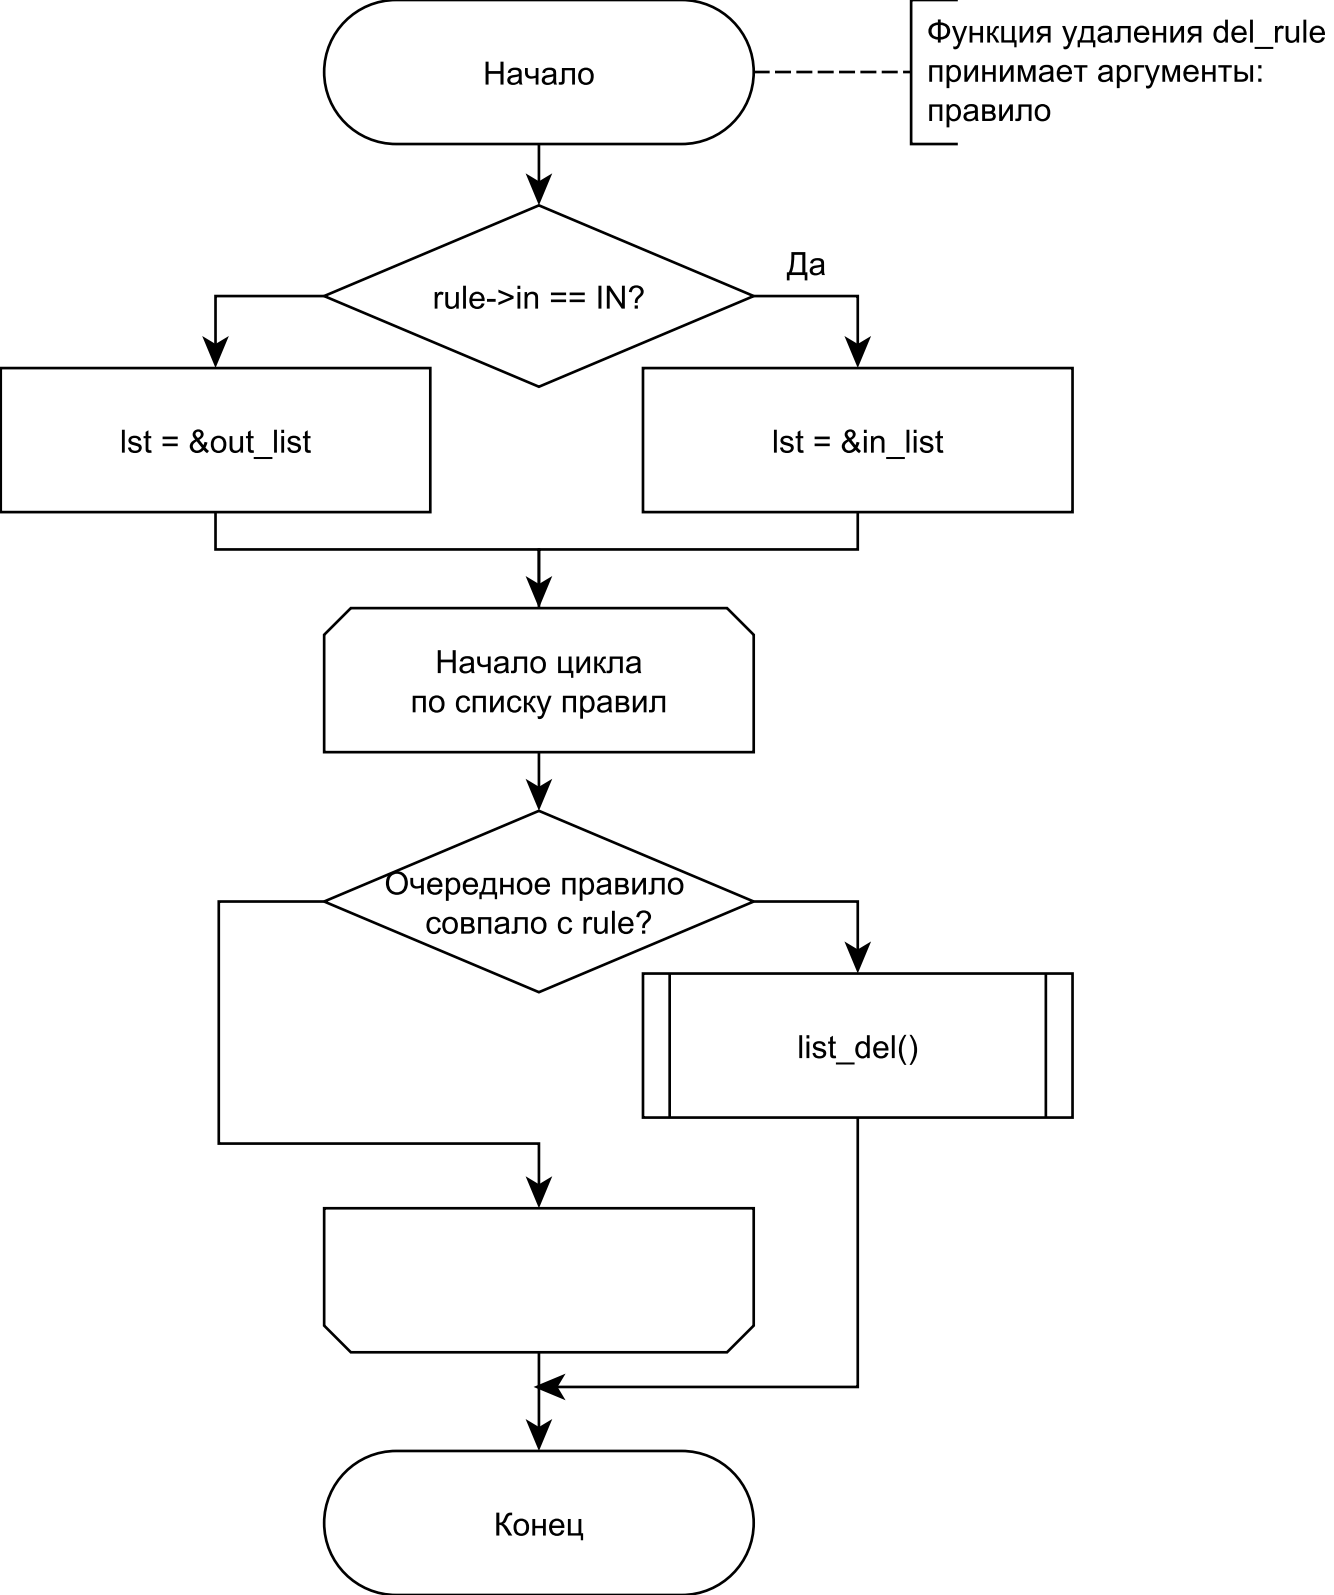 Начало
Функция удаления del_rule
принимает аргументы:
правило
Да
rule->in == IN?
lst = &out_list
lst = &in_list
Начало цикла
по списку правил
Очередное правило
совпало с rule?
list_del()
Конец